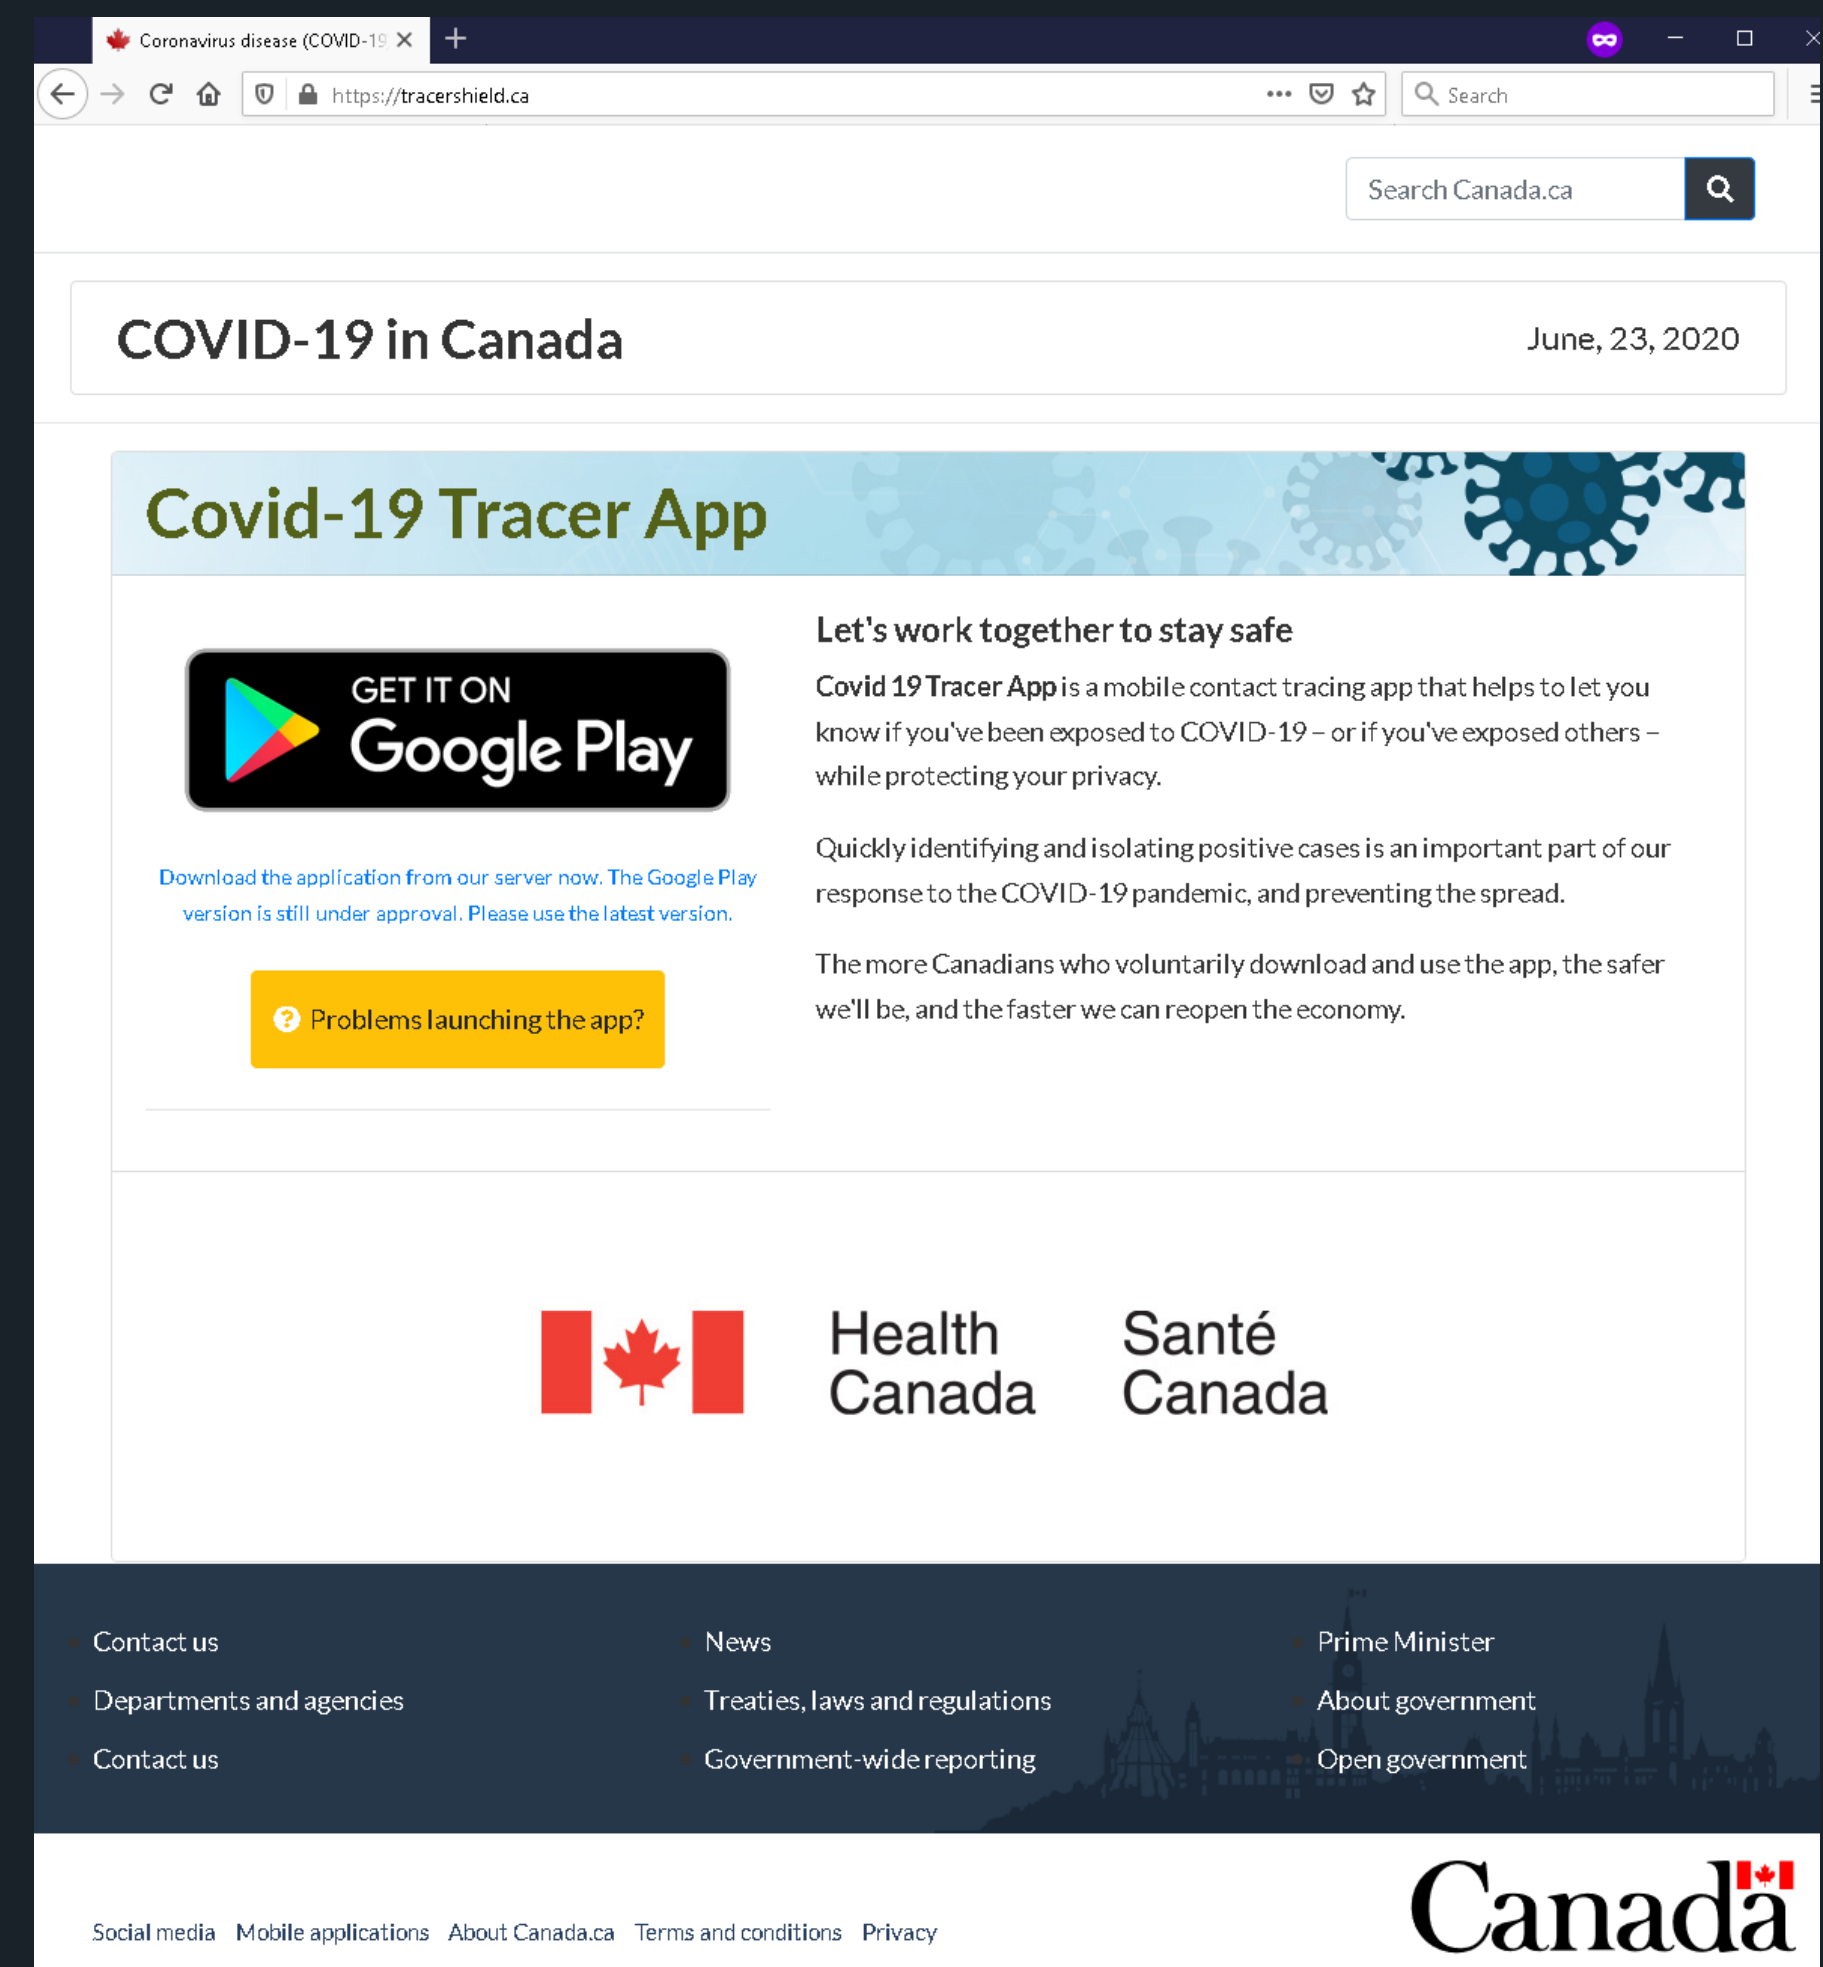 Coronavirus disease (COVID-19
https://tracershield.ca
Search
Search Canada.ca
COVID-19 in Canada
June, 23, 2020
Covid-19 Tracer App
GET IT ON
Google Play
Download the application from our server now. The Google Play
version is still under approval. Please use the latest version.
Problems launching the app?
Let's work together to stay safe
Covid 19 Tracer App is a mobile contact tracing app that helps to let you
know if you've been exposed to COVID-19 – or if you've exposed others –
while protecting your privacy.
Quickly identifying and isolating positive cases is an important part of our
response to the COVID-19 pandemic, and preventing the spread.
The more Canadians who voluntarily download and use the app, the safer
we'll be, and the faster we can reopen the economy.
Health
Canada
Santé
Canada
Contact us
Departments and agencies
Contact us
News
Treaties, laws and regulations
Government-wide reporting
Prime Minister
About government
Open government
Social media Mobile applications About Canada.ca Terms and conditions Privacy
Canada